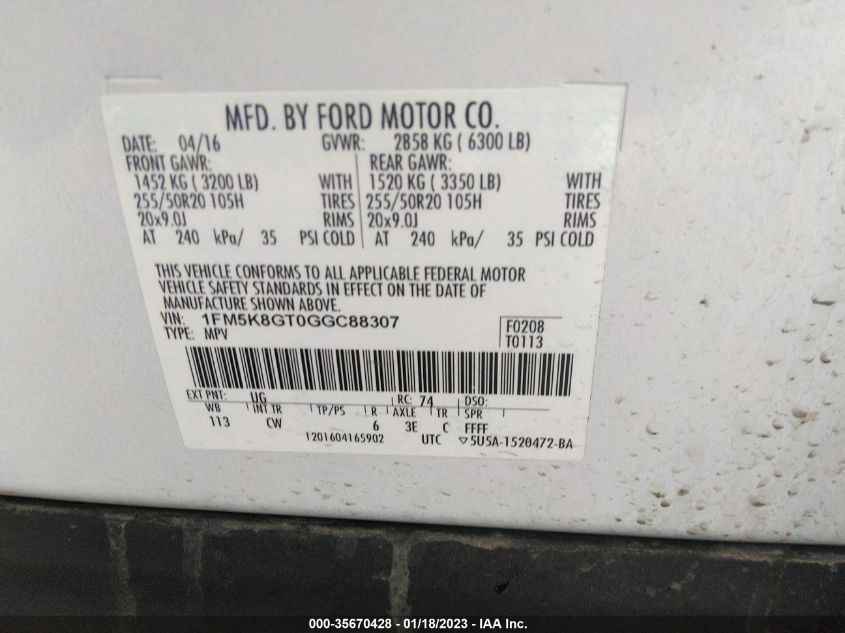 MFD. BY FORD MOTOR CO.
DATE: 04/16 GVWR: 2858 KG ( 6300 LB)
FRONT GAWR: REAR GAWR:
1452 KG ( 3200 LB) WITH 1520 KG ( 3350 LB) WITH
255/50R20 105H TIRES 255/50R20 105H TIRES
20x9.0J RIMS 20x9.0J RIMS
AT 240 kPa/ 35 PSI COLD AT 240 kPa/ 35 PSI COLD
THIS VEHICLE CONFORMS TO ALL APPLICABLE FEDERAL MOTOR
VEHICLE SAFETY STANDARDS IN EFFECT ON THE DATE OF
MANUFACTURE SHOWN ABOVE.
VIN: 1FM5K8GT0GGC88307 F0208
TYPE: MPV T0113
EXT PNT: UG RC: 74 DSO:
WB INT TR TP/PS R AXLE TR SPR
113 CW 6 3E C FFFF
1201604165902 UTC ▽5U5A-1520472-BA
000-35670428 - 01/18/2023 - IAA Inc.